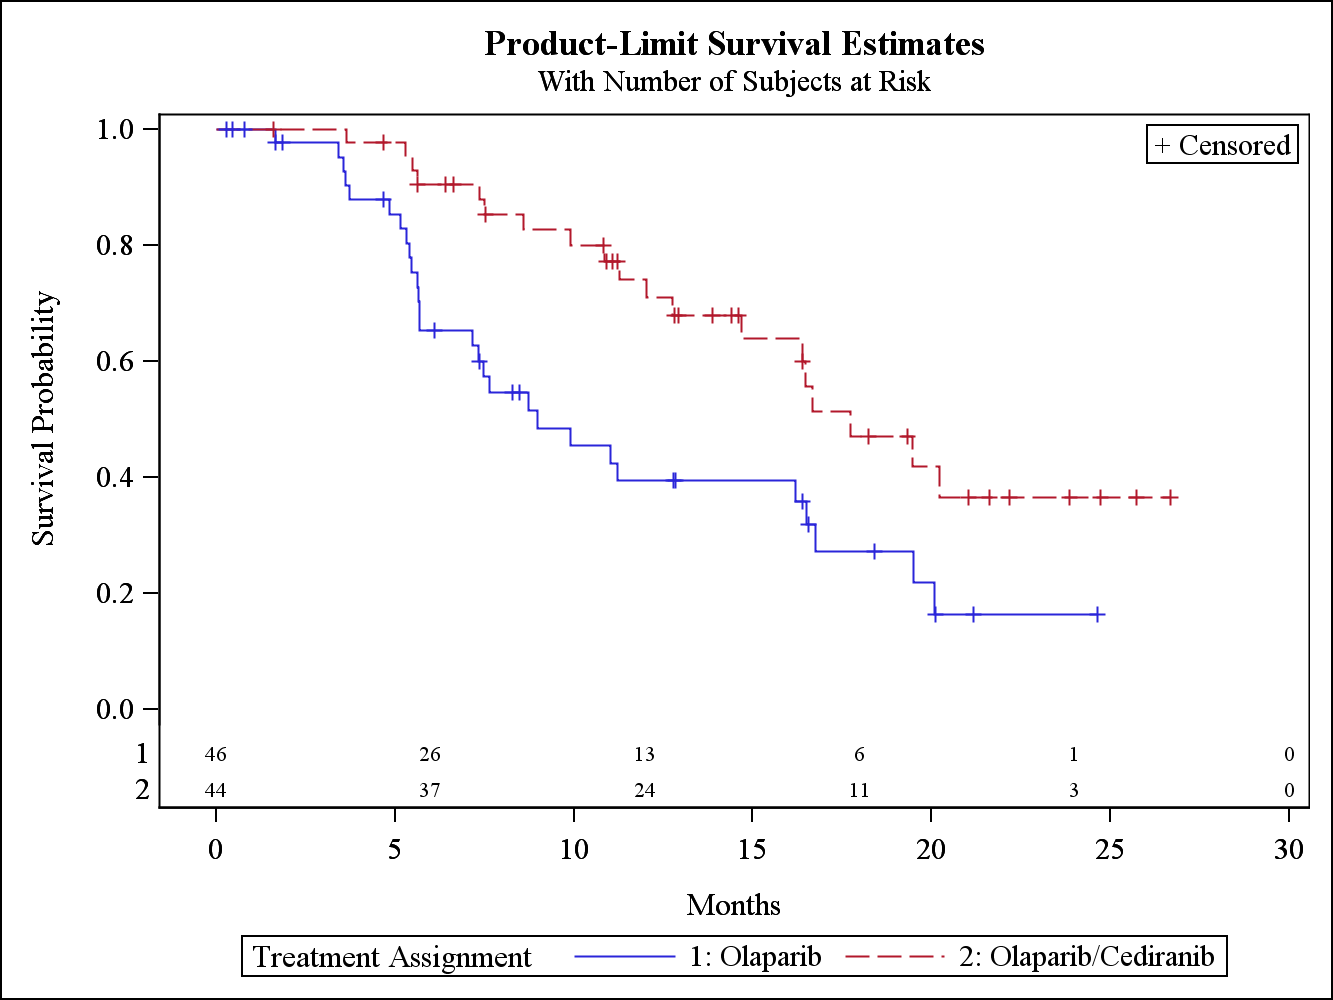 Product-Limit Survival Estimates
With Number of Subjects at Risk
+ Censored
Survival Probability
1.0
0.8
0.6
0.4
0.2
0.0
1 46 26 13 6 1 0
2 44 37 24 11 3 0
0 5 10 15 20 25 30
Months
Treatment Assignment 1: Olaparib 2: Olaparib/Cediranib